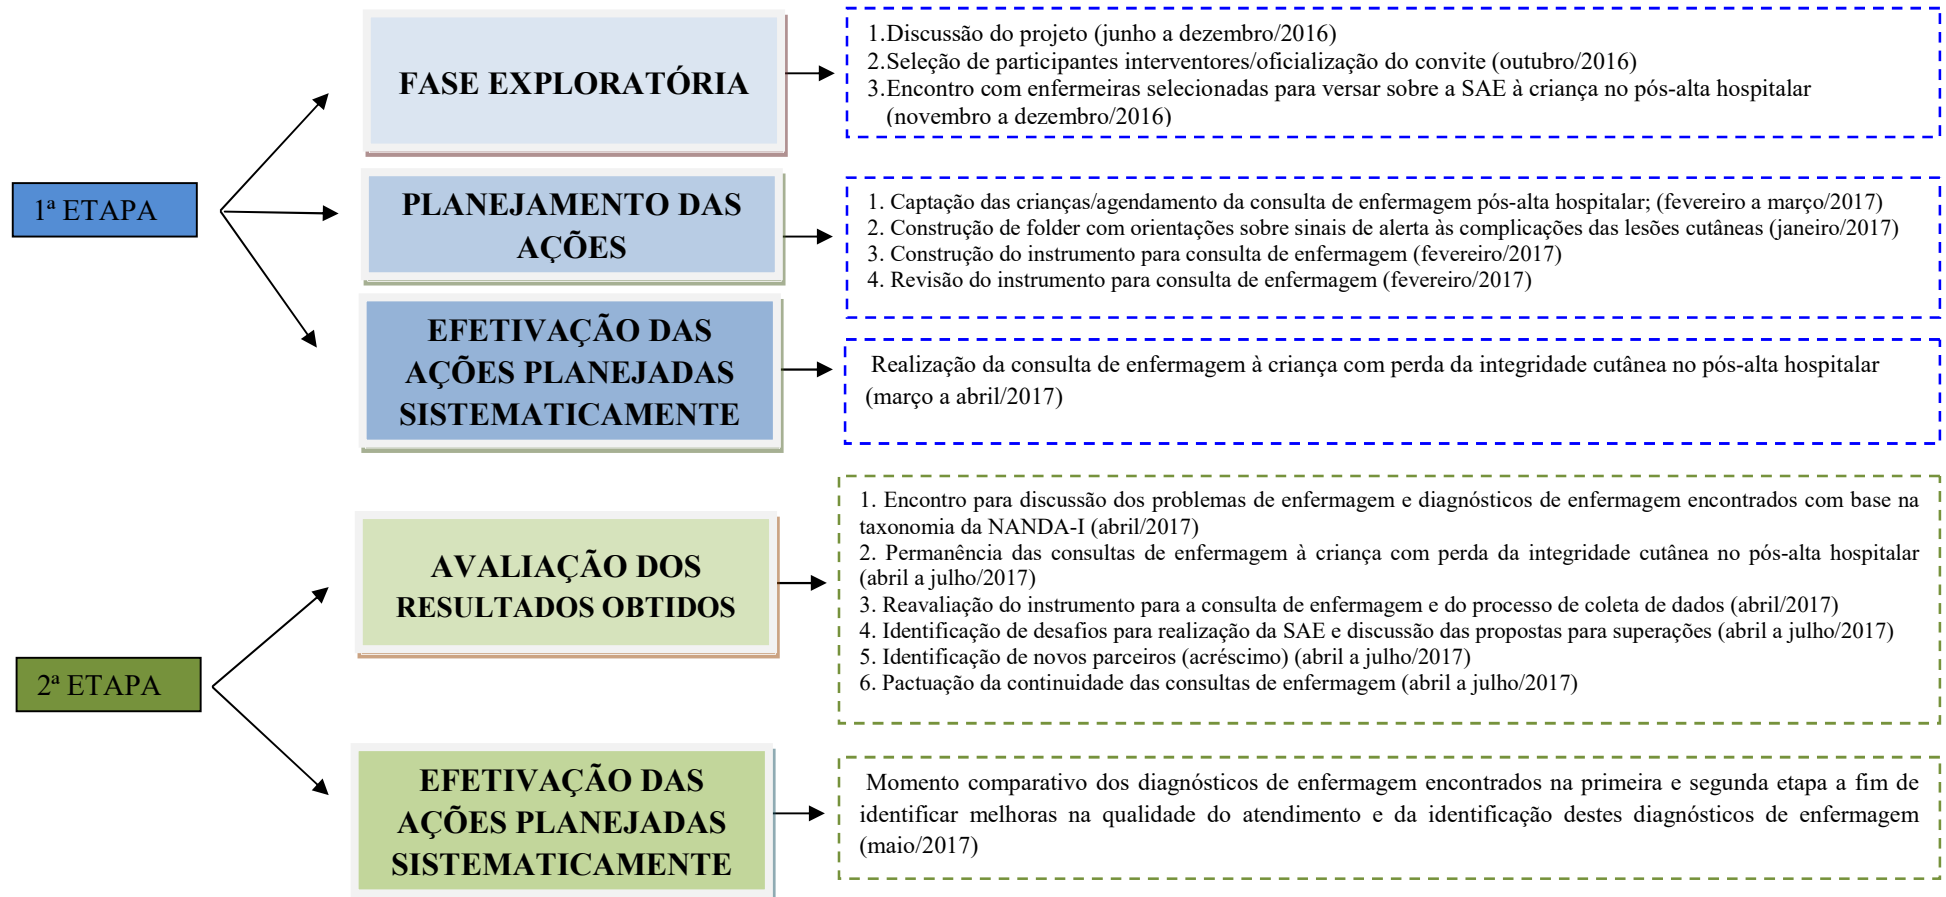 1ª ETAPA
FASE EXPLORATÓRIA
1.Discussão do projeto (junho a dezembro/2016)
2.Seleção de participantes interventores/oficialização do convite (outubro/2016)
3.Encontro com enfermeiras selecionadas para versar sobre a SAE à criança no pós-alta hospitalar
(novembro a dezembro/2016)
PLANEJAMENTO DAS
AÇÕES
1. Captação das crianças/agendamento da consulta de enfermagem pós-alta hospitalar; (fevereiro a março/2017)
2. Construção de folder com orientações sobre sinais de alerta às complicações das lesões cutâneas (janeiro/2017)
3. Construção do instrumento para consulta de enfermagem (fevereiro/2017)
4. Revisão do instrumento para consulta de enfermagem (fevereiro/2017)
EFETIVAÇÃO DAS
AÇÕES PLANEJADAS
SISTEMATICAMENTE
Realização da consulta de enfermagem à criança com perda da integridade cutânea no pós-alta hospitalar
(março a abril/2017)
2ª ETAPA
AVALIAÇÃO DOS
RESULTADOS OBTIDOS
1. Encontro para discussão dos problemas de enfermagem e diagnósticos de enfermagem encontrados com base na
taxonomia da NANDA-I (abril/2017)
2. Permanência das consultas de enfermagem à criança com perda da integridade cutânea no pós-alta hospitalar
(abril a julho/2017)
3. Reavaliação do instrumento para a consulta de enfermagem e do processo de coleta de dados (abril/2017)
4. Identificação de desafios para realização da SAE e discussão das propostas para superações (abril a julho/2017)
5. Identificação de novos parceiros (acréscimo) (abril a julho/2017)
6. Pactuação da continuidade das consultas de enfermagem (abril a julho/2017)
EFETIVAÇÃO DAS
AÇÕES PLANEJADAS
SISTEMATICAMENTE
Momento comparativo dos diagnósticos de enfermagem encontrados na primeira e segunda etapa a fim de
identificar melhoras na qualidade do atendimento e da identificação destes diagnósticos de enfermagem
(maio/2017)